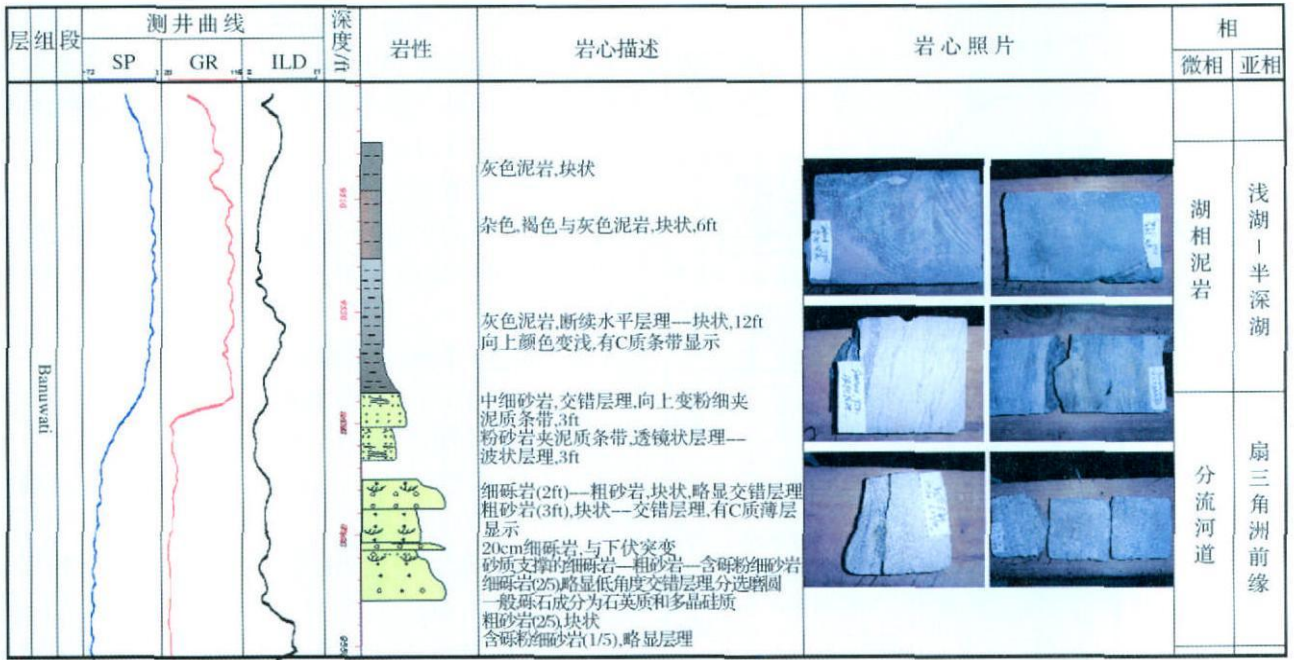 层 组 段
测井曲线
SP GR ILD
深度/ft
岩性
岩心描述
岩心照片
相
微相 亚相
灰色泥岩,块状
杂色,褐色与灰色泥岩,块状,6ft
灰色泥岩,断续水平层理—块状,12ft
向上颜色变浅,有C质条带显示
中细砂岩,交错层理,向上变粉细夹
泥质条带,3ft
粉砂岩夹泥质条带,透镜状层理—
波状层理,3ft
细砾岩(2ft)—粗砂岩,块状,略显交错层理
粗砂岩(3ft),块状—交错层理,有C质薄层
显示
20cm细砾岩,与下伏突变
砂质支撑的细砾岩—粗砂岩—含砾粉细砂岩
细砾岩(2/5)略显低角度交错层理,分选磨圆
一般砾石成分为石英质和多晶硅质
粗砂岩(2/5),块状
含砾粉细砂岩(1/5),略显层理
Banuwati
湖相泥岩
浅湖-半深湖
分流河道
扇三角洲前缘